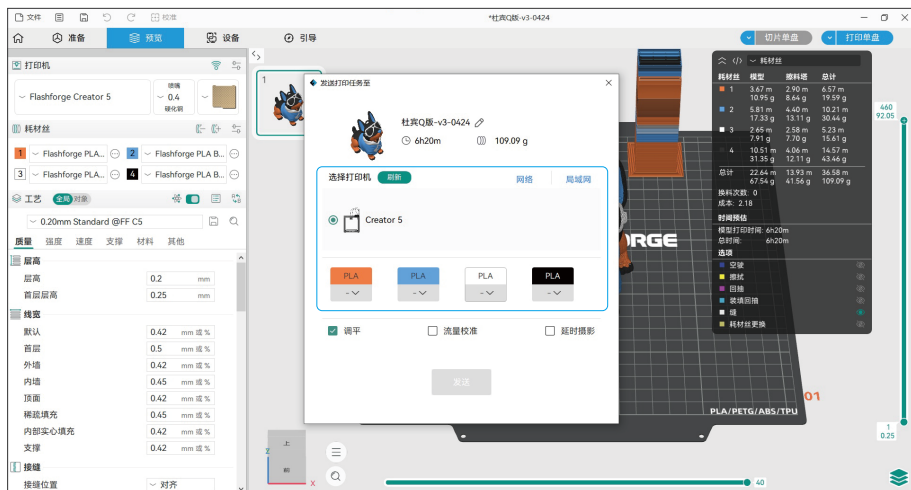 文件 校准 *杜宾Q版-v3-0424
准备 预览 设备 引导 切片单盘 打印单盘
打印机
Flashforge Creator 5 喷嘴 0.4 硬化钢
耗材丝
1 Flashforge PLA... 2 Flashforge PLA B...
3 Flashforge PLA... 4 Flashforge PLA B...
工艺 全局 对象
0.20mm Standard @FF C5
质量 强度 速度 支撑 材料 其他
层高
层高 0.2 mm
首层层高 0.25 mm
线宽
默认 0.42 mm 或 %
首层 0.5 mm 或 %
外墙 0.42 mm 或 %
内墙 0.45 mm 或 %
顶面 0.42 mm 或 %
稀疏填充 0.45 mm 或 %
内部实心填充 0.42 mm 或 %
支撑 0.42 mm 或 %
接缝
接缝位置 对齐
1
发送打印任务至
杜宾Q版-v3-0424
6h20m 109.09 g
选择打印机 刷新 网络 局域网
Creator 5
PLA PLA PLA PLA
- - - -
调平 流量校准 延时摄影
发送
耗材丝
耗材丝 模型 擦料塔 总计
1 3.67 m 2.90 m 6.57 m
10.95 g 8.64 g 19.59 g
2 5.81 m 4.40 m 10.21 m
17.33 g 13.11 g 30.44 g
3 2.65 m 2.58 m 5.23 m
7.91 g 7.70 g 15.61 g
4 10.51 m 4.06 m 14.57 m
31.35 g 12.11 g 43.46 g
总计 22.64 m 13.93 m 36.58 m
67.54 g 41.56 g 109.09 g
换料次数: 0
成本: 2.18
时间预估
模型打印时间: 6h20m
总时间: 6h20m
选项
空驶
擦拭
回抽
装填回抽
缝
耗材丝更换
460
92.05
RGE
01
PLA/PETG/ABS/TPU
1
0.25
上
前
Z
X
40